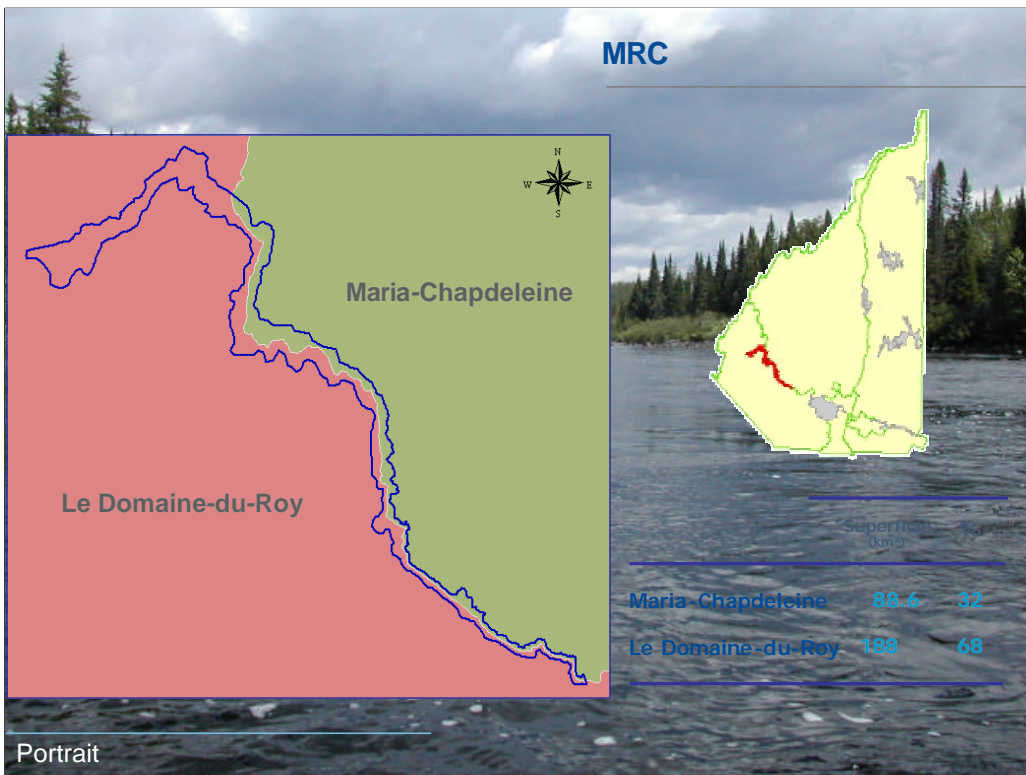 MRC
N
W E
S
Maria-Chapdeleine
Le Domaine-du-Roy
Superficie %
(km²)
Maria-Chapdeleine 88.6 32
Le Domaine-du-Roy 188 68
Portrait